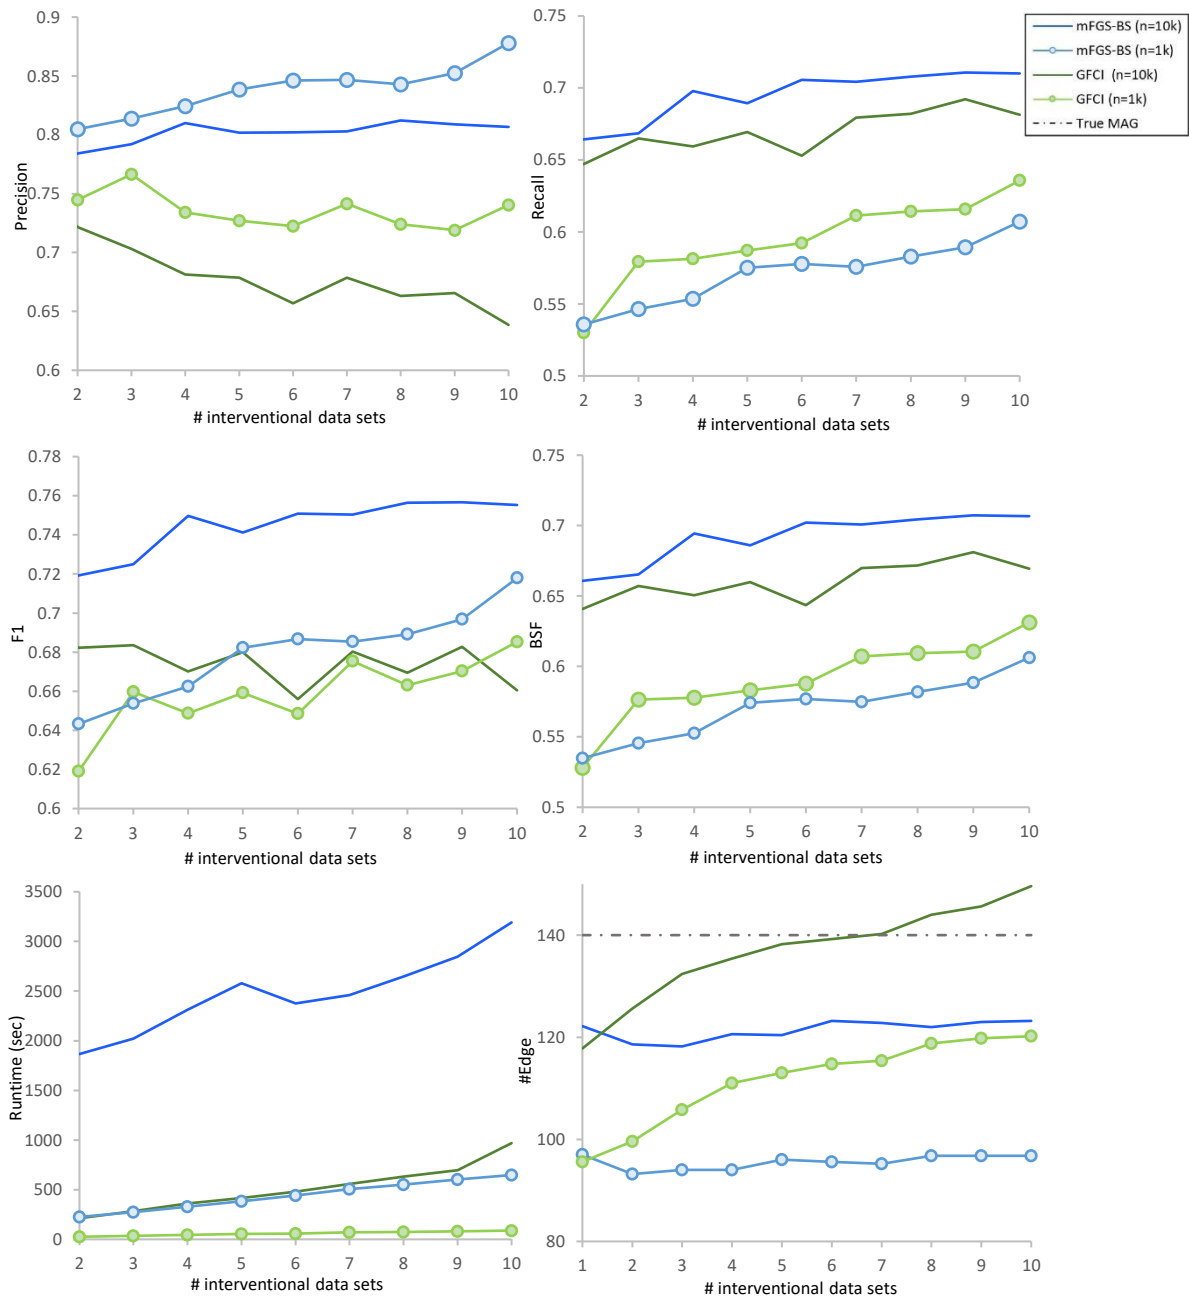 0.9
0.85
0.8
0.75
0.7
0.65
0.6
Precision
2 3 4 5 6 7 8 9 10
# interventional data sets
0.75
0.7
0.65
0.6
0.55
0.5
Recall
2 3 4 5 6 7 8 9 10
# interventional data sets
mFGS-BS (n=10k)
mFGS-BS (n=1k)
GFCI (n=10k)
GFCI (n=1k)
True MAG
0.78
0.76
0.74
0.72
0.7
0.68
0.66
0.64
0.62
0.6
F1
2 3 4 5 6 7 8 9 10
# interventional data sets
0.75
0.7
0.65
0.6
0.55
0.5
BSF
2 3 4 5 6 7 8 9 10
# interventional data sets
3500
3000
2500
2000
1500
1000
500
0
Runtime (sec)
2 3 4 5 6 7 8 9 10
# interventional data sets
140
120
100
80
#Edge
1 2 3 4 5 6 7 8 9 10
# interventional data sets